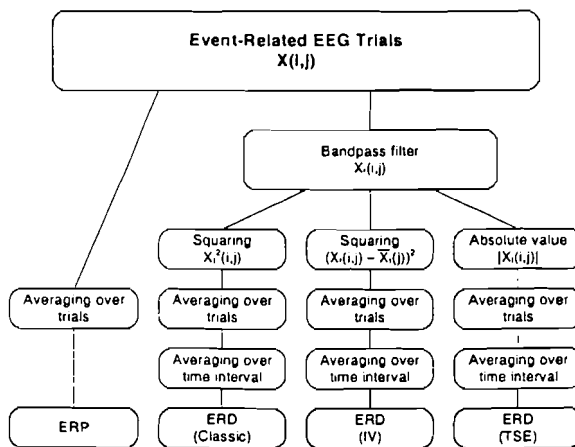 Event-Related EEG Trials
X(i,j)
Bandpass filter
Xf(i,j)
Squaring
Xf²(i,j)
Squaring
(Xf(i,j) – X̅f(j))²
Absolute value
|Xf(i,j)|
Averaging over
trials
Averaging over
trials
Averaging over
trials
Averaging over
trials
Averaging over
time interval
Averaging over
time interval
Averaging over
time interval
ERP
ERD
(Classic)
ERD
(IV)
ERD
(TSE)